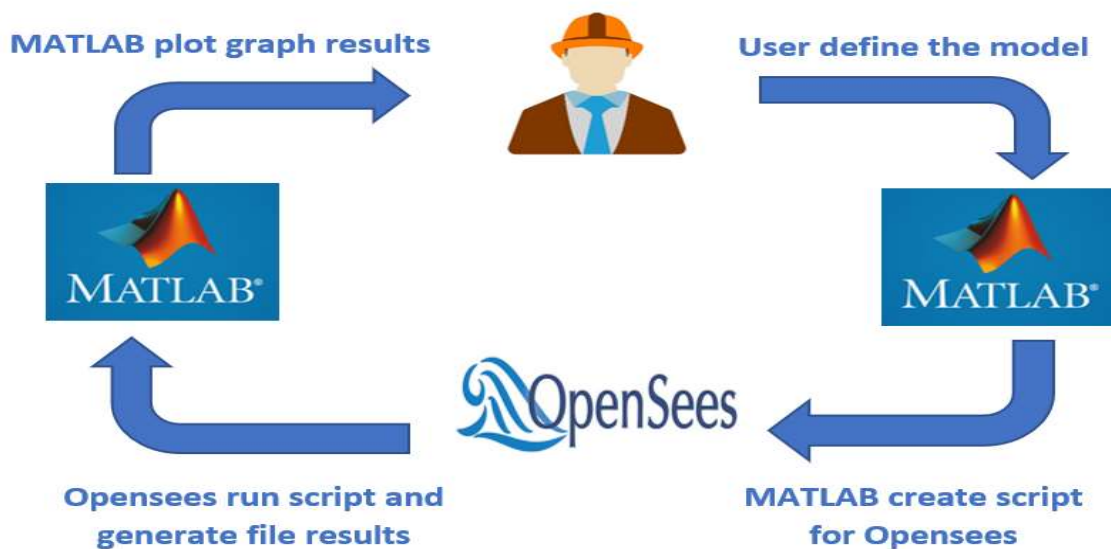 MATLAB plot graph results
User define the model
MATLAB®
MATLAB®
OpenSees
Opensees run script and
generate file results
MATLAB create script
for Opensees